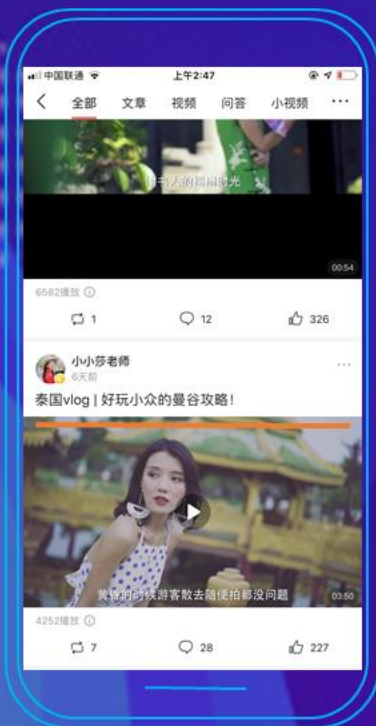 中国联通
上午2:47
全部 文章 视频 问答 小视频 ...
书人的 时光
00:54
6582播放
1 12 326
小小莎老师
6天前
...
泰国vlog | 好玩小众的曼谷攻略!
黄昏的时候游客散去随便拍都没问题
03:50
4252播放
7 28 227